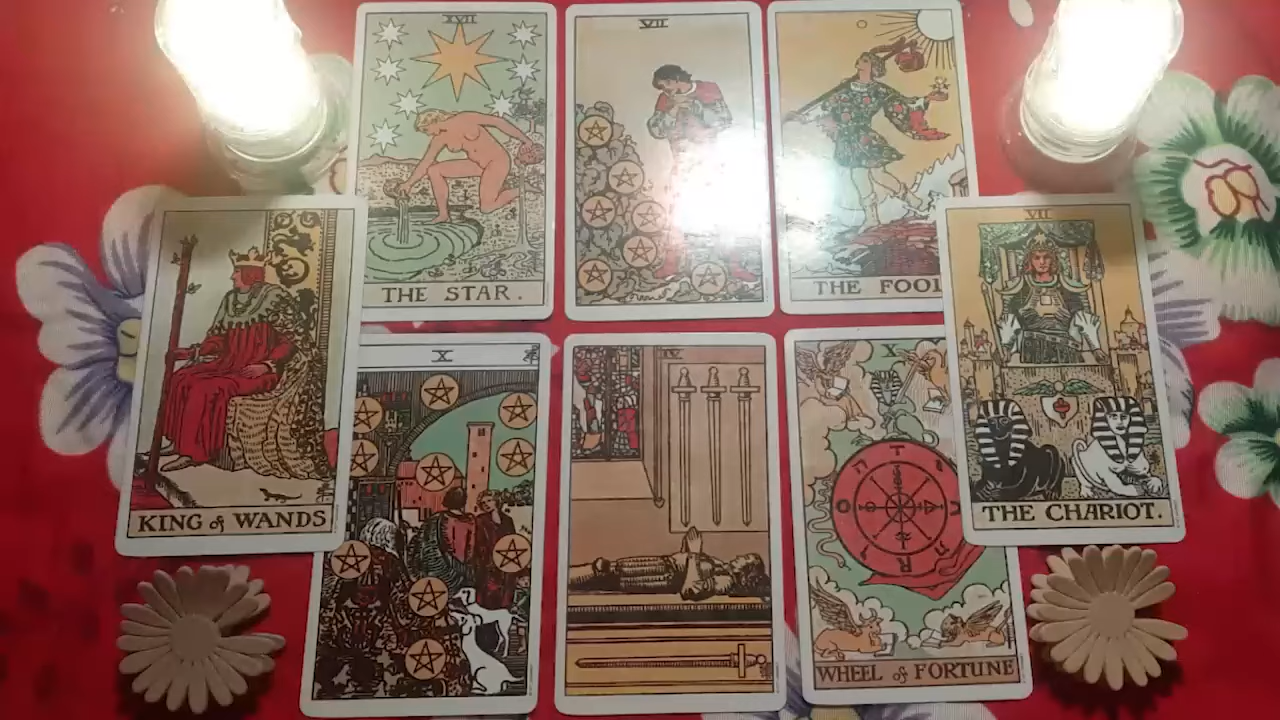 XVII
THE STAR.
VII
THE FOOL
KING of WANDS
VII
THE CHARIOT.
X
IV
X
WHEEL of FORTUNE